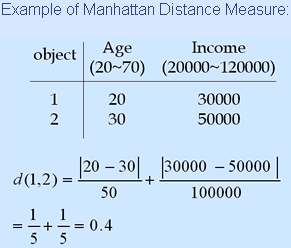 Example of Manhattan Distance Measure:
object Age Income
(20~70) (20000~120000)
1 20 30000
2 30 50000
d(1,2) = |20 − 30| / 50 + |30000 − 50000 | / 100000
= 1/5 + 1/5 = 0.4